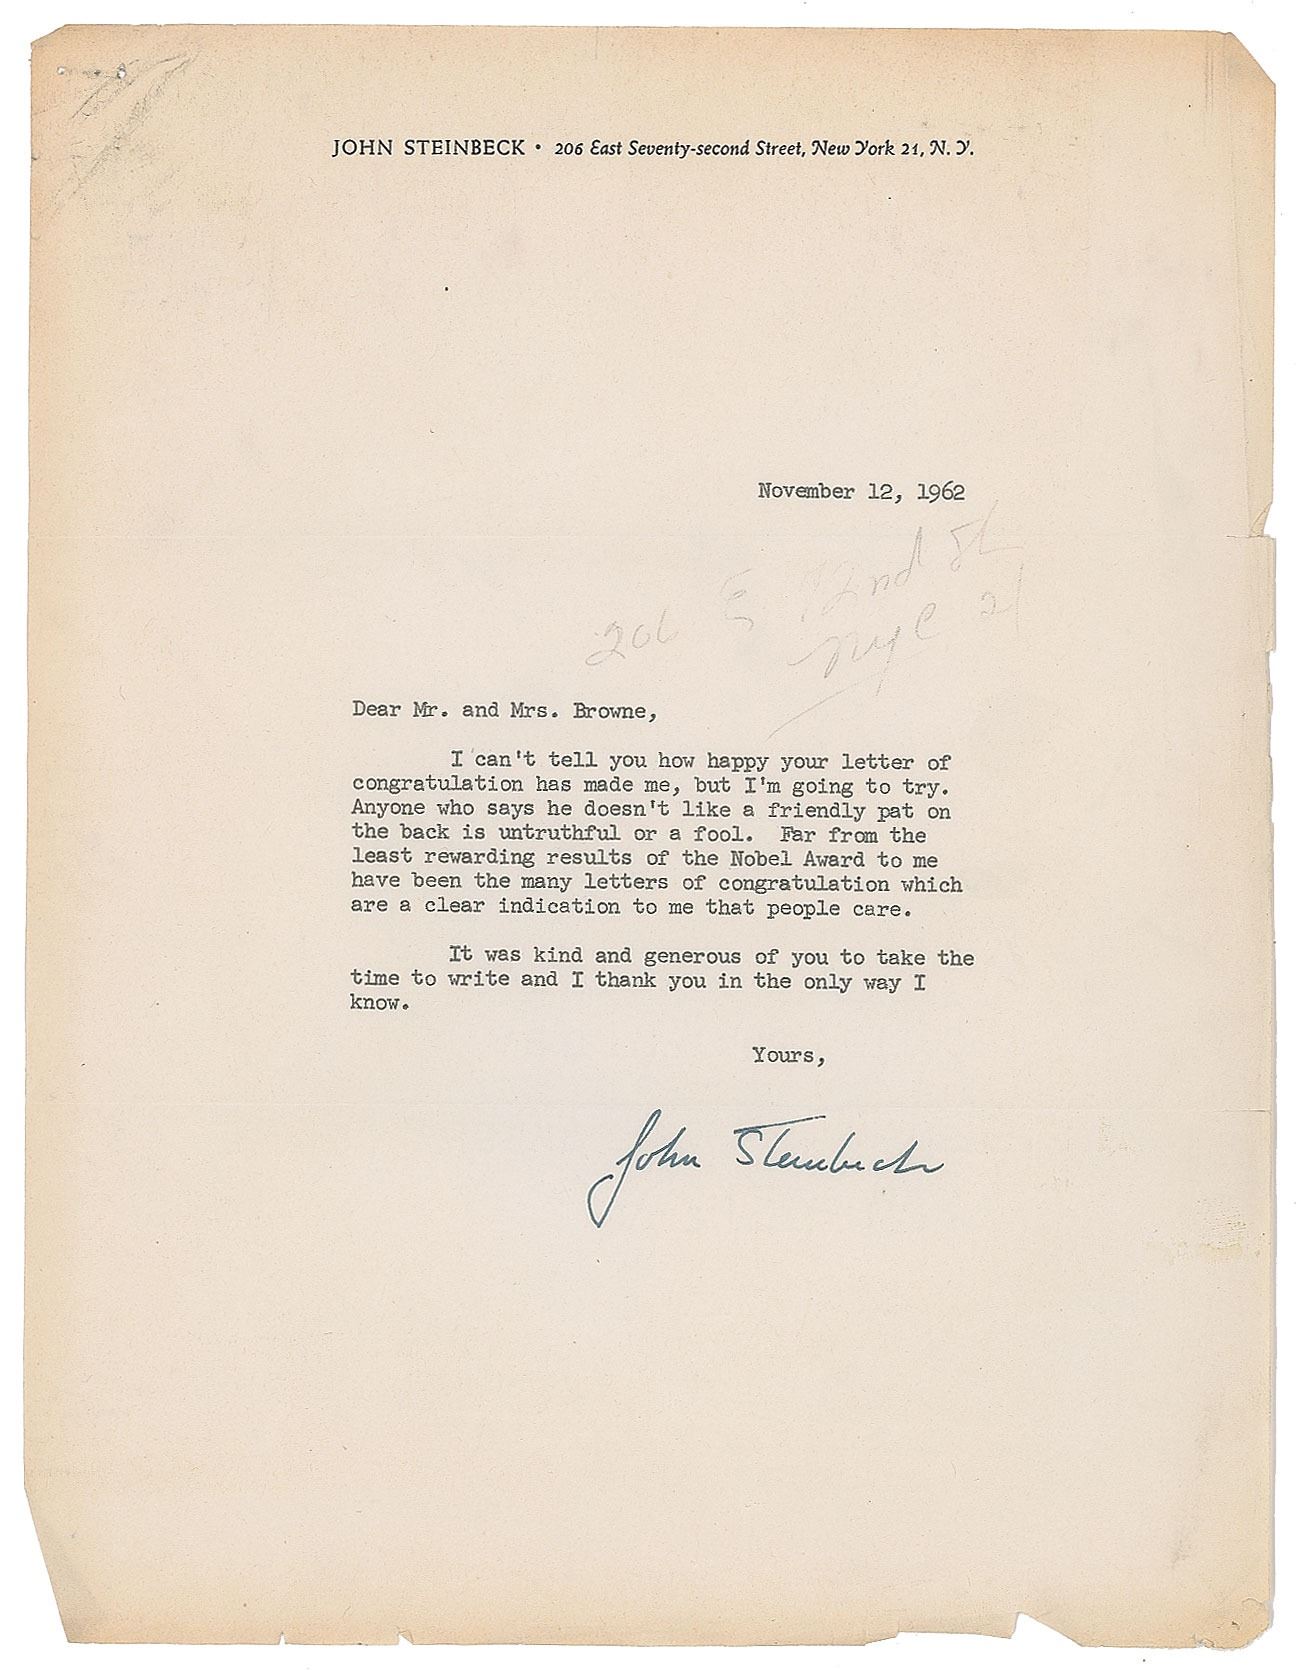 JOHN STEINBECK • 206 East Seventy-second Street, New York 21, N. Y.
November 12, 1962
206 E 72nd St
NYC 21
Dear Mr. and Mrs. Browne,
I can't tell you how happy your letter of
congratulation has made me, but I'm going to try.
Anyone who says he doesn't like a friendly pat on
the back is untruthful or a fool. Far from the
least rewarding results of the Nobel Award to me
have been the many letters of congratulation which
are a clear indication to me that people care.
It was kind and generous of you to take the
time to write and I thank you in the only way I
know.
Yours,
John Steinbeck